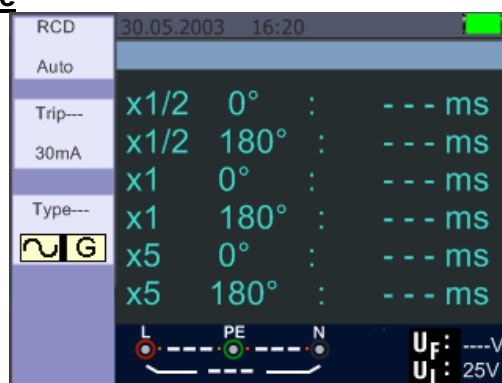 RCD
Auto
Trip---
30mA
Type---
G
30.05.2003 16:20
x1/2 0° : - - - ms
x1/2 180° : - - - ms
x1 0° : - - - ms
x1 180° : - - - ms
x5 0° : - - - ms
x5 180° : - - - ms
L PE N
UF: ----V
UL: 25V